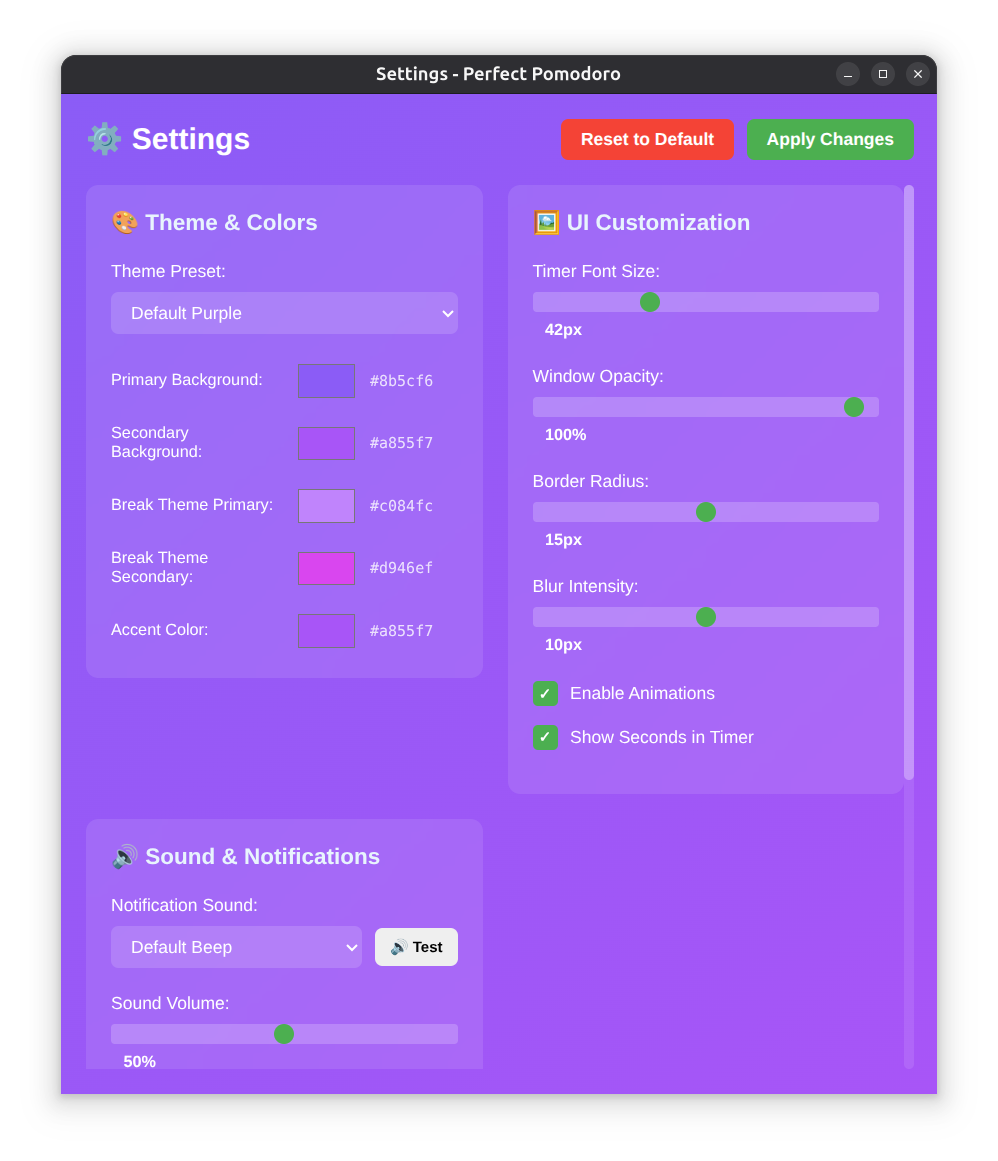 Settings - Perfect Pomodoro
⚙️ Settings
Reset to Default
Apply Changes
🎨 Theme & Colors
Theme Preset:
Default Purple
Primary Background:
#8b5cf6
Secondary
Background:
#a855f7
Break Theme Primary:
#c084fc
Break Theme
Secondary:
#d946ef
Accent Color:
#a855f7
🖼️ UI Customization
Timer Font Size:
42px
Window Opacity:
100%
Border Radius:
15px
Blur Intensity:
10px
✓ Enable Animations
✓ Show Seconds in Timer
🔊 Sound & Notifications
Notification Sound:
Default Beep
🔊 Test
Sound Volume:
50%